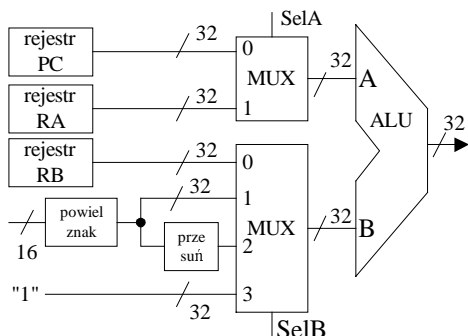 SelA
rejestr
PC
32
0
MUX
32
A
rejestr
RA
32
1
ALU
32
rejestr
RB
32
0
powiel
znak
16
32
1
MUX
32
B
prze
suń
2
"1"
32
3
SelB